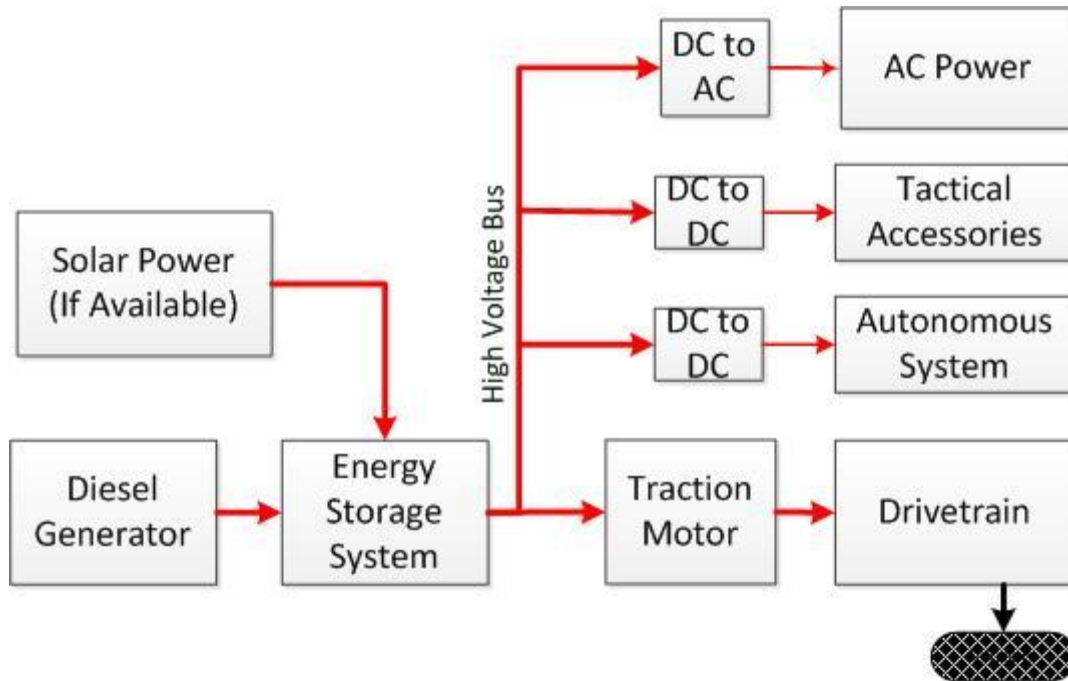 DC to
AC
AC Power
DC to
DC
Tactical
Accessories
Solar Power
(If Available)
High Voltage Bus
DC to
DC
Autonomous
System
Diesel
Generator
Energy
Storage
System
Traction
Motor
Drivetrain